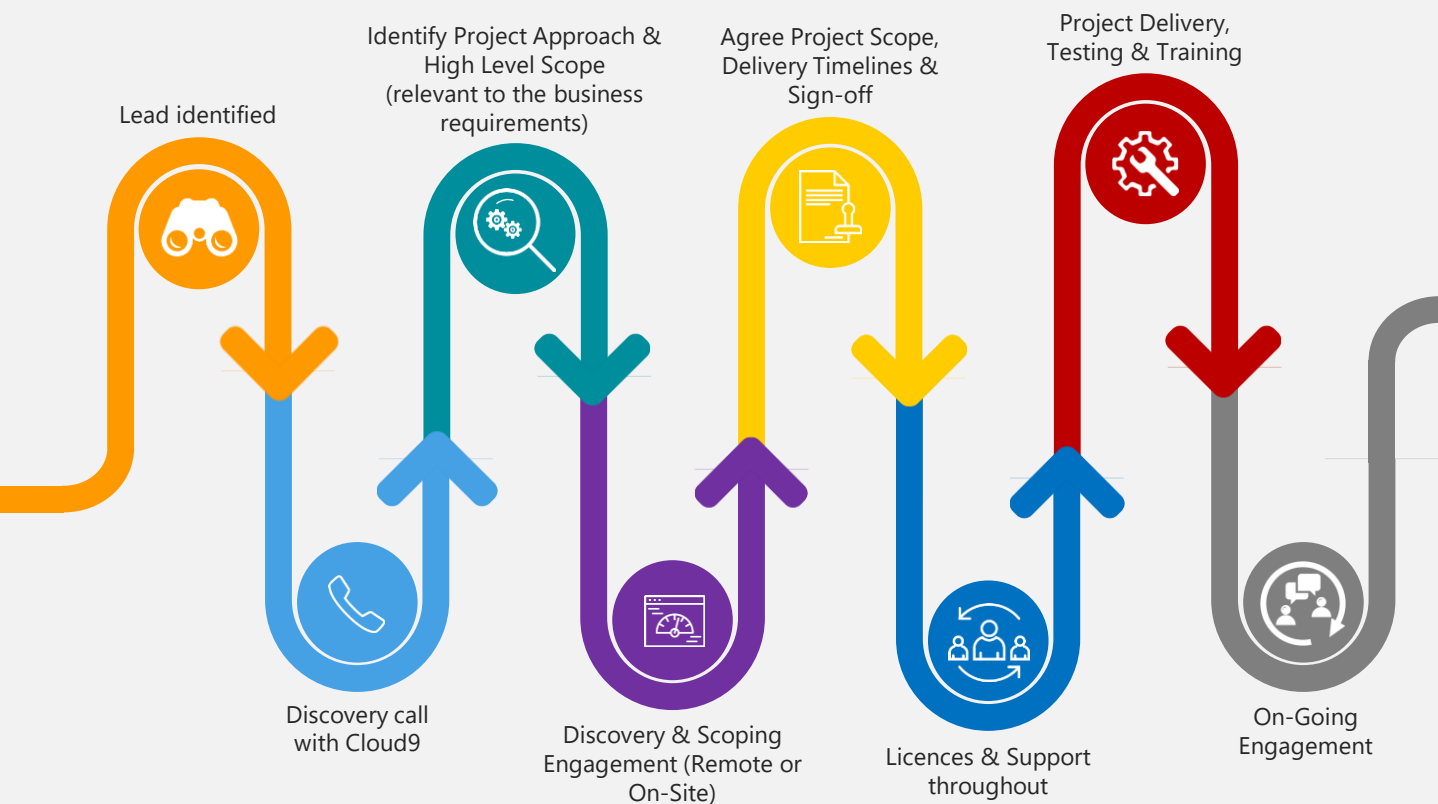 Lead identified
Discovery call
with Cloud9
Identify Project Approach &
High Level Scope
(relevant to the business
requirements)
Discovery & Scoping
Engagement (Remote or
On-Site)
Agree Project Scope,
Delivery Timelines &
Sign-off
Licences & Support
throughout
Project Delivery,
Testing & Training
On-Going
Engagement